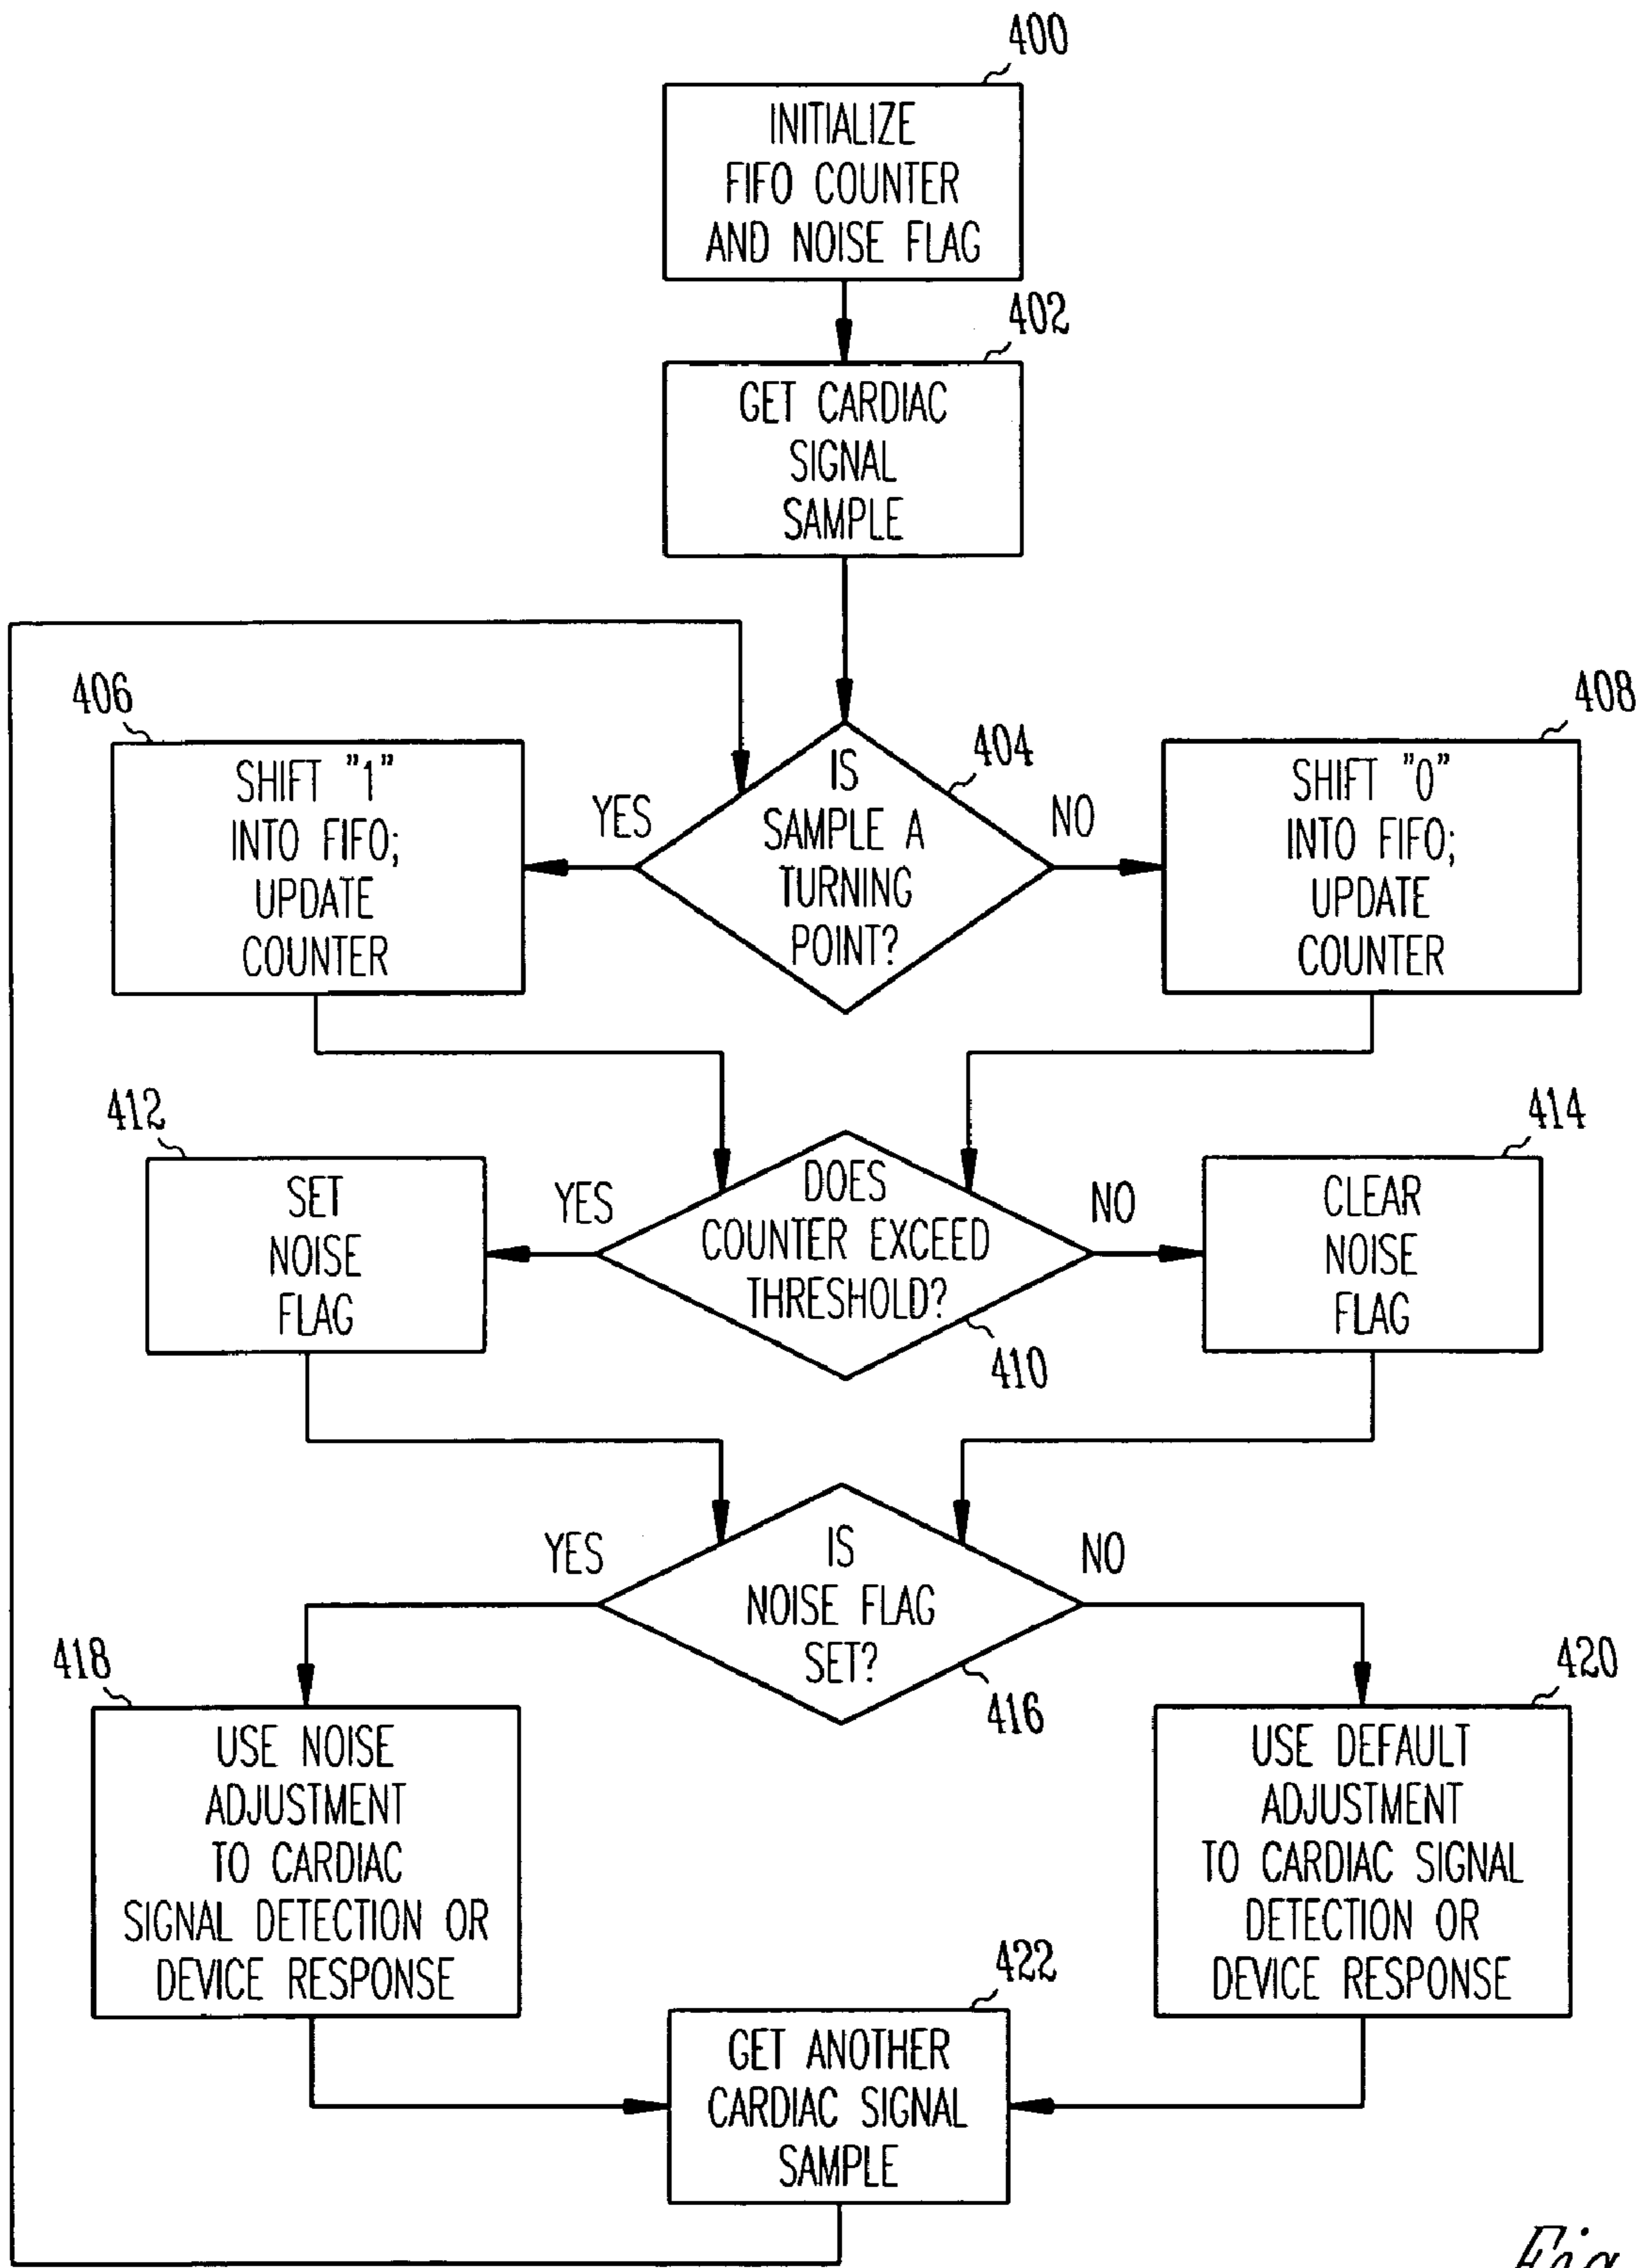 400
INITIALIZE
FIFO COUNTER
AND NOISE FLAG
402
GET CARDIAC
SIGNAL
SAMPLE
406
SHIFT "1"
INTO FIFO;
UPDATE
COUNTER
YES
404
IS
SAMPLE A
TURNING
POINT?
NO
408
SHIFT "0"
INTO FIFO;
UPDATE
COUNTER
412
SET
NOISE
FLAG
YES
DOES
COUNTER EXCEED
THRESHOLD?
410
NO
414
CLEAR
NOISE
FLAG
YES
IS
NOISE FLAG
SET?
416
NO
418
USE NOISE
ADJUSTMENT
TO CARDIAC
SIGNAL DETECTION OR
DEVICE RESPONSE
420
USE DEFAULT
ADJUSTMENT
TO CARDIAC SIGNAL
DETECTION OR
DEVICE RESPONSE
422
GET ANOTHER
CARDIAC SIGNAL
SAMPLE